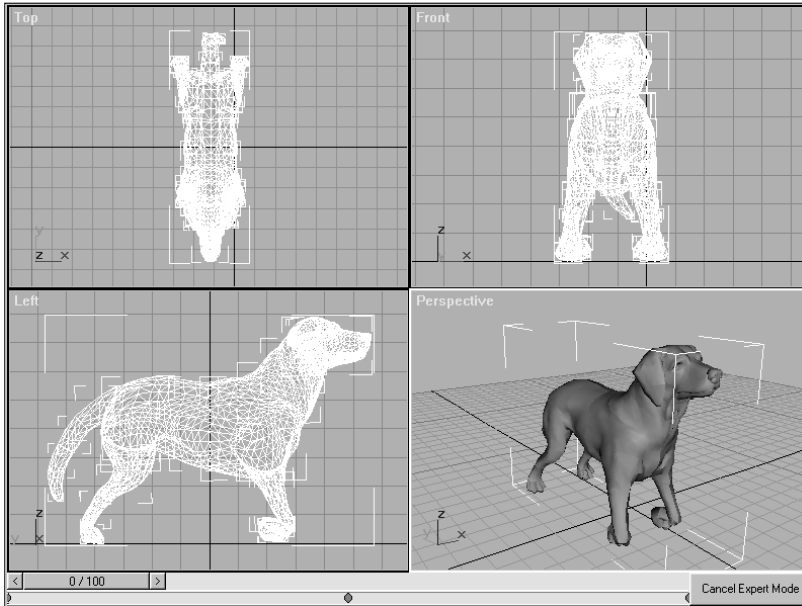 Top
Front
y
z x
z
y x
Left
Perspective
z
y x
z
y x
< 0 / 100 >
Cancel Expert Mode